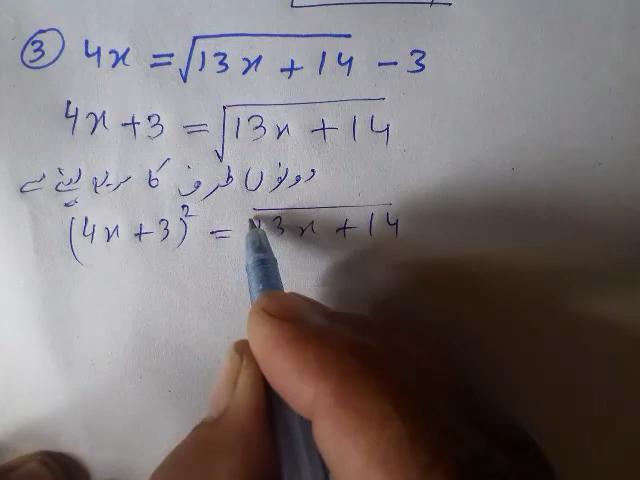 ③ 4x = √13x + 14 - 3
4x + 3 = √13x + 14
دونوں طرف کا مربع لینے سے
(4x + 3)² = 13x + 14